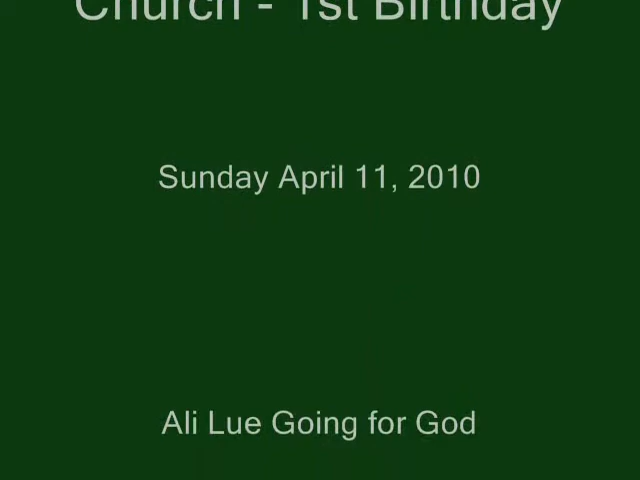 Church - 1st Birthday
Sunday April 11, 2010
Ali Lue Going for God